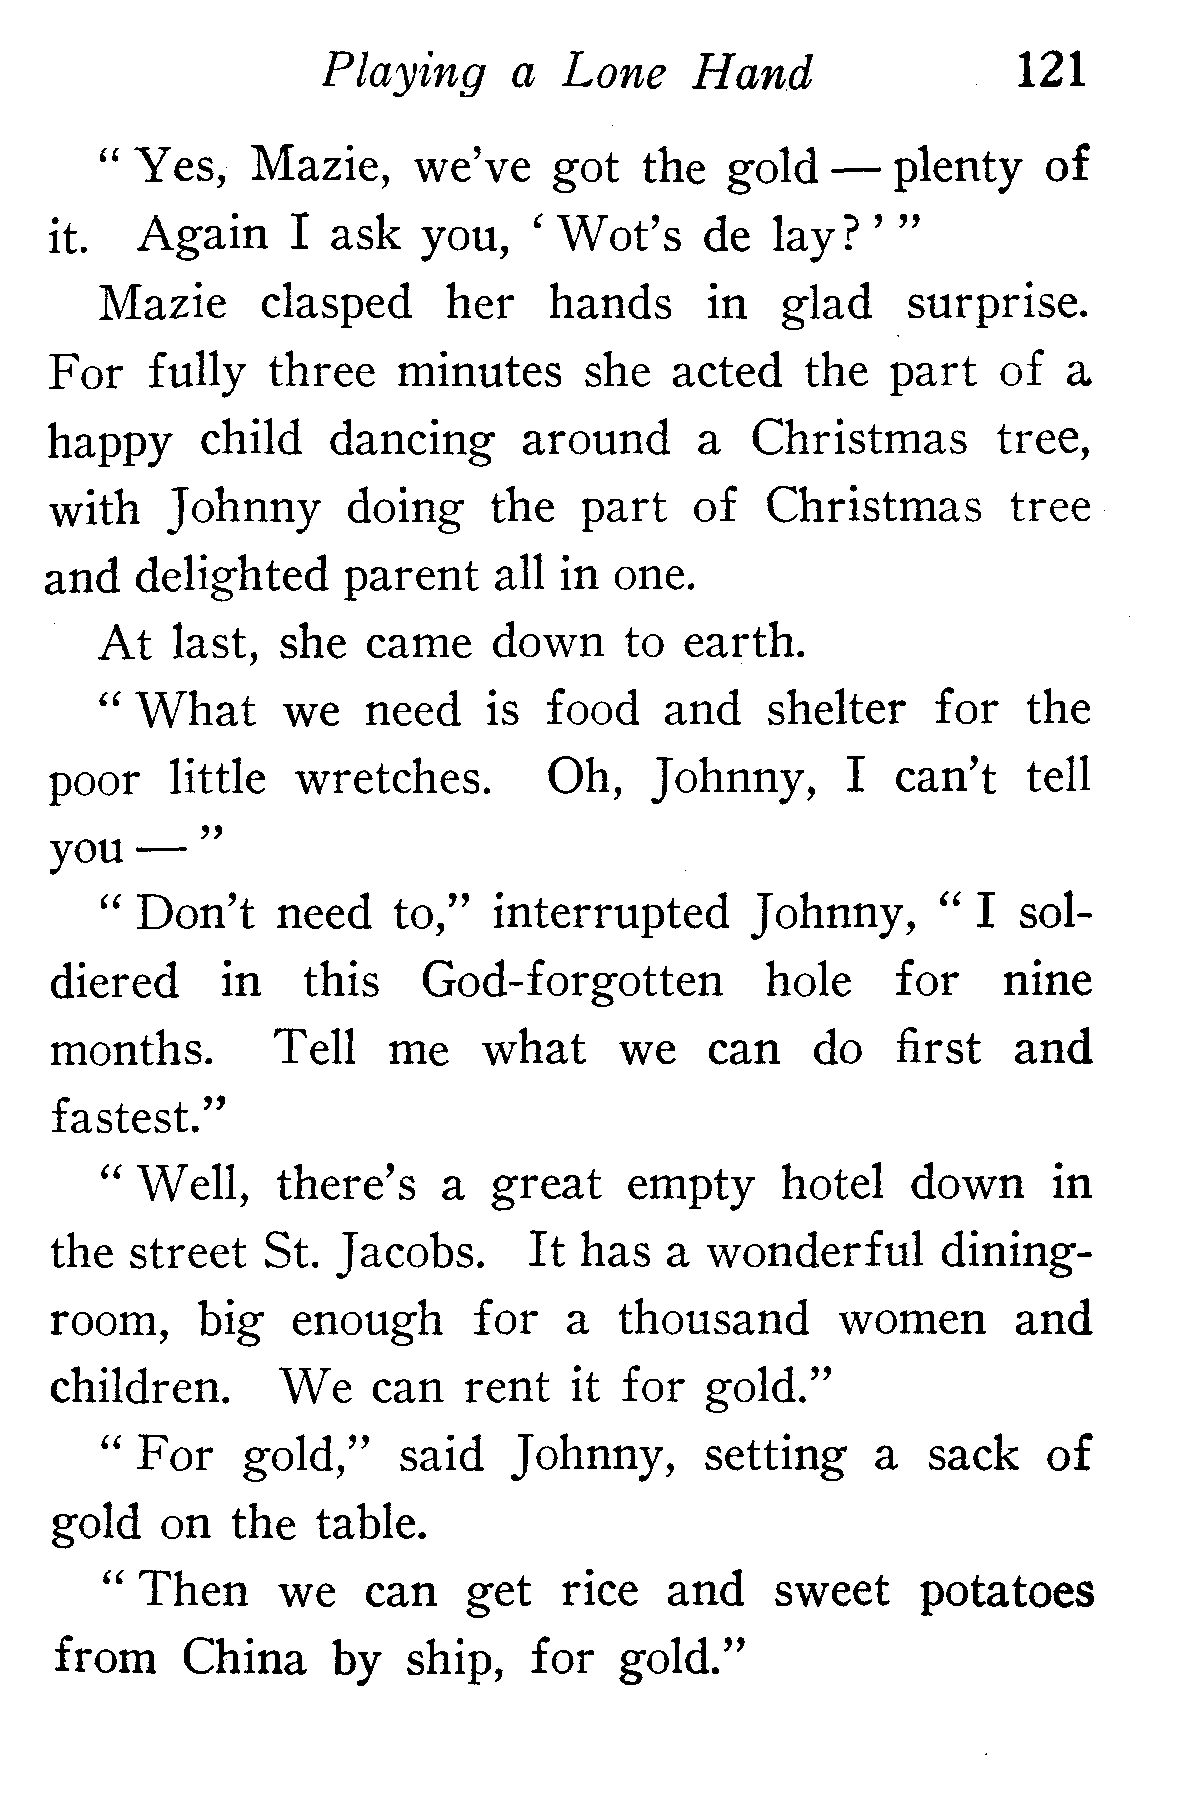 Playing a Lone Hand 121
“ Yes, Mazie, we’ve got the gold — plenty of
it. Again I ask you, ‘ Wot’s de lay? ’ ”
Mazie clasped her hands in glad surprise.
For fully three minutes she acted the part of a
happy child dancing around a Christmas tree,
with Johnny doing the part of Christmas tree
and delighted parent all in one.
At last, she came down to earth.
“ What we need is food and shelter for the
poor little wretches. Oh, Johnny, I can’t tell
you — ”
“ Don’t need to,” interrupted Johnny, “ I sol-
diered in this God-forgotten hole for nine
months. Tell me what we can do first and
fastest.”
“ Well, there’s a great empty hotel down in
the street St. Jacobs. It has a wonderful dining-
room, big enough for a thousand women and
children. We can rent it for gold.”
“ For gold,” said Johnny, setting a sack of
gold on the table.
“ Then we can get rice and sweet potatoes
from China by ship, for gold.”